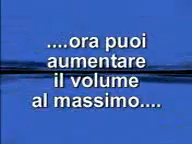 ....ora puoi
aumentare
il volume
al massimo....